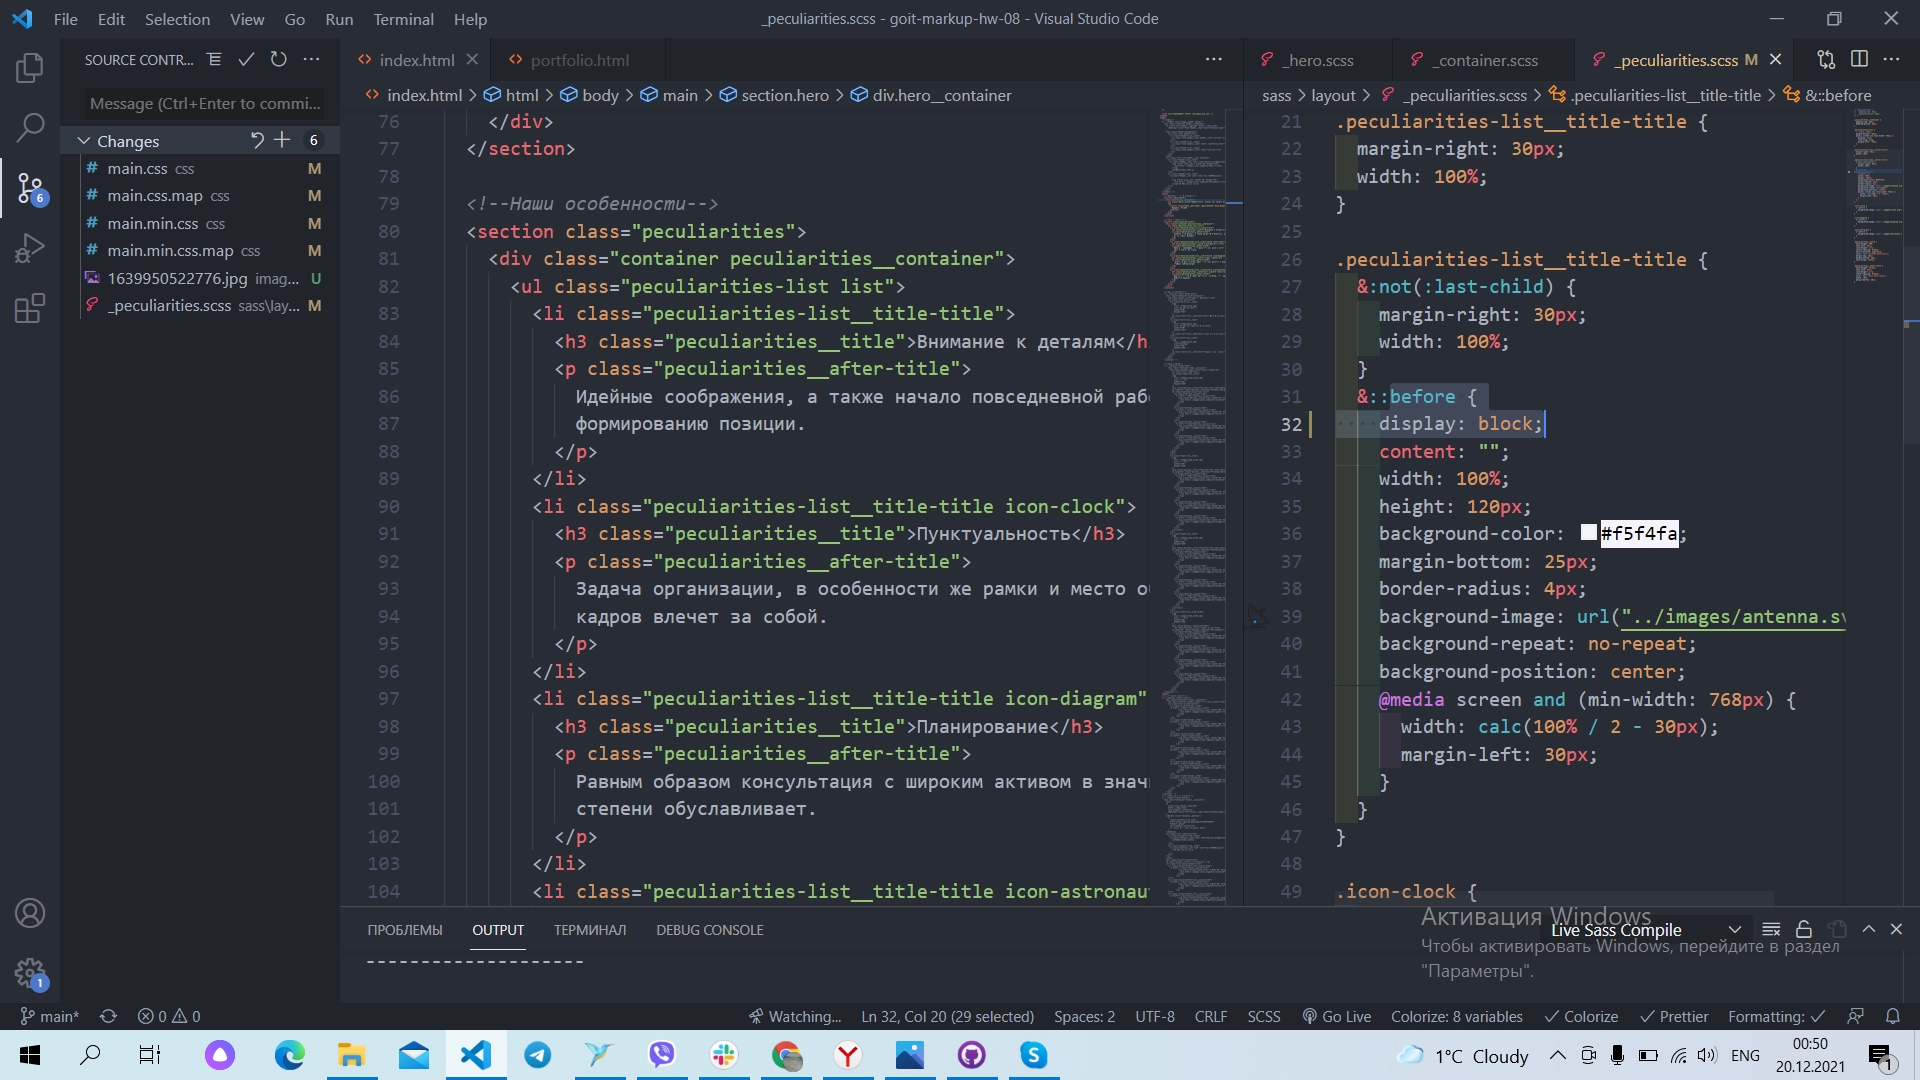 File Edit Selection View Go Run Terminal Help
_peculiarities.scss - goit-markup-hw-08 - Visual Studio Code
SOURCE CONTR...
Message (Ctrl+Enter to commi...
Changes 6
main.css css M
main.css.map css M
main.min.css css M
main.min.css.map css M
1639950522776.jpg imag... U
_peculiarities.scss sass\lay... M
6
1
index.html
portfolio.html
index.html > html > body > main > section.hero > div.hero__container
76 </div>
77 </section>
78
79 <!--Наши особенности-->
80 <section class="peculiarities">
81 <div class="container peculiarities__container">
82 <ul class="peculiarities-list list">
83 <li class="peculiarities-list__title-title">
84 <h3 class="peculiarities__title">Внимание к деталям</h
85 <p class="peculiarities__after-title">
86 Идейные соображения, а также начало повседневной раб
87 формированию позиции.
88 </p>
89 </li>
90 <li class="peculiarities-list__title-title icon-clock">
91 <h3 class="peculiarities__title">Пунктуальность</h3>
92 <p class="peculiarities__after-title">
93 Задача организации, в особенности же рамки и место о
94 кадров влечет за собой.
95 </p>
96 </li>
97 <li class="peculiarities-list__title-title icon-diagram"
98 <h3 class="peculiarities__title">Планирование</h3>
99 <p class="peculiarities__after-title">
100 Равным образом консультация с широким активом в знач
101 степени обуславливает.
102 </p>
103 </li>
104 <li class="peculiarities-list__title-title icon-astronau
_hero.scss
_container.scss
_peculiarities.scss M
sass > layout > _peculiarities.scss > .peculiarities-list__title-title > &::before
21 .peculiarities-list__title-title {
22 margin-right: 30px;
23 width: 100%;
24 }
25
26 .peculiarities-list__title-title {
27 &:not(:last-child) {
28 margin-right: 30px;
29 width: 100%;
30 }
31 &::before {
32 display: block;
33 content: "";
34 width: 100%;
35 height: 120px;
36 background-color: #f5f4fa;
37 margin-bottom: 25px;
38 border-radius: 4px;
39 background-image: url("../images/antenna.sv
40 background-repeat: no-repeat;
41 background-position: center;
42 @media screen and (min-width: 768px) {
43 width: calc(100% / 2 - 30px);
44 margin-left: 30px;
45 }
46 }
47 }
48
49 .icon-clock {
ПРОБЛЕМЫ OUTPUT ТЕРМИНАЛ DEBUG CONSOLE
Live Sass Compile
--------------------
Активация Windows
Чтобы активировать Windows, перейдите в раздел
"Параметры".
main* 0 0 Watching... Ln 32, Col 20 (29 selected) Spaces: 2 UTF-8 CRLF SCSS Go Live Colorize: 8 variables Colorize Prettier Formatting:
1°C Cloudy ENG
00:50
20.12.2021
1